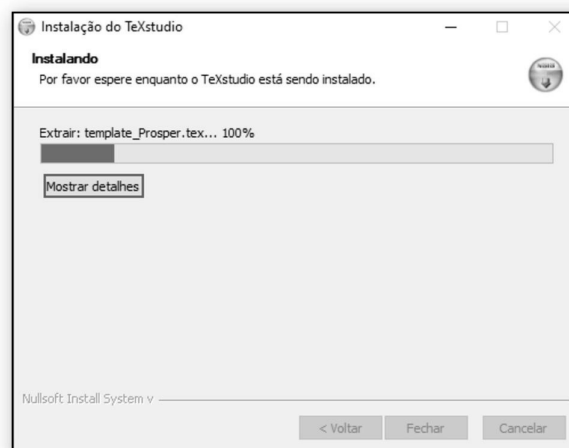 Instalação do TeXstudio
Instalando
Por favor espere enquanto o TeXstudio está sendo instalado.
Extrair: template_Prosper.tex... 100%
Mostrar detalhes
Nullsoft Install System v
< Voltar Fechar Cancelar